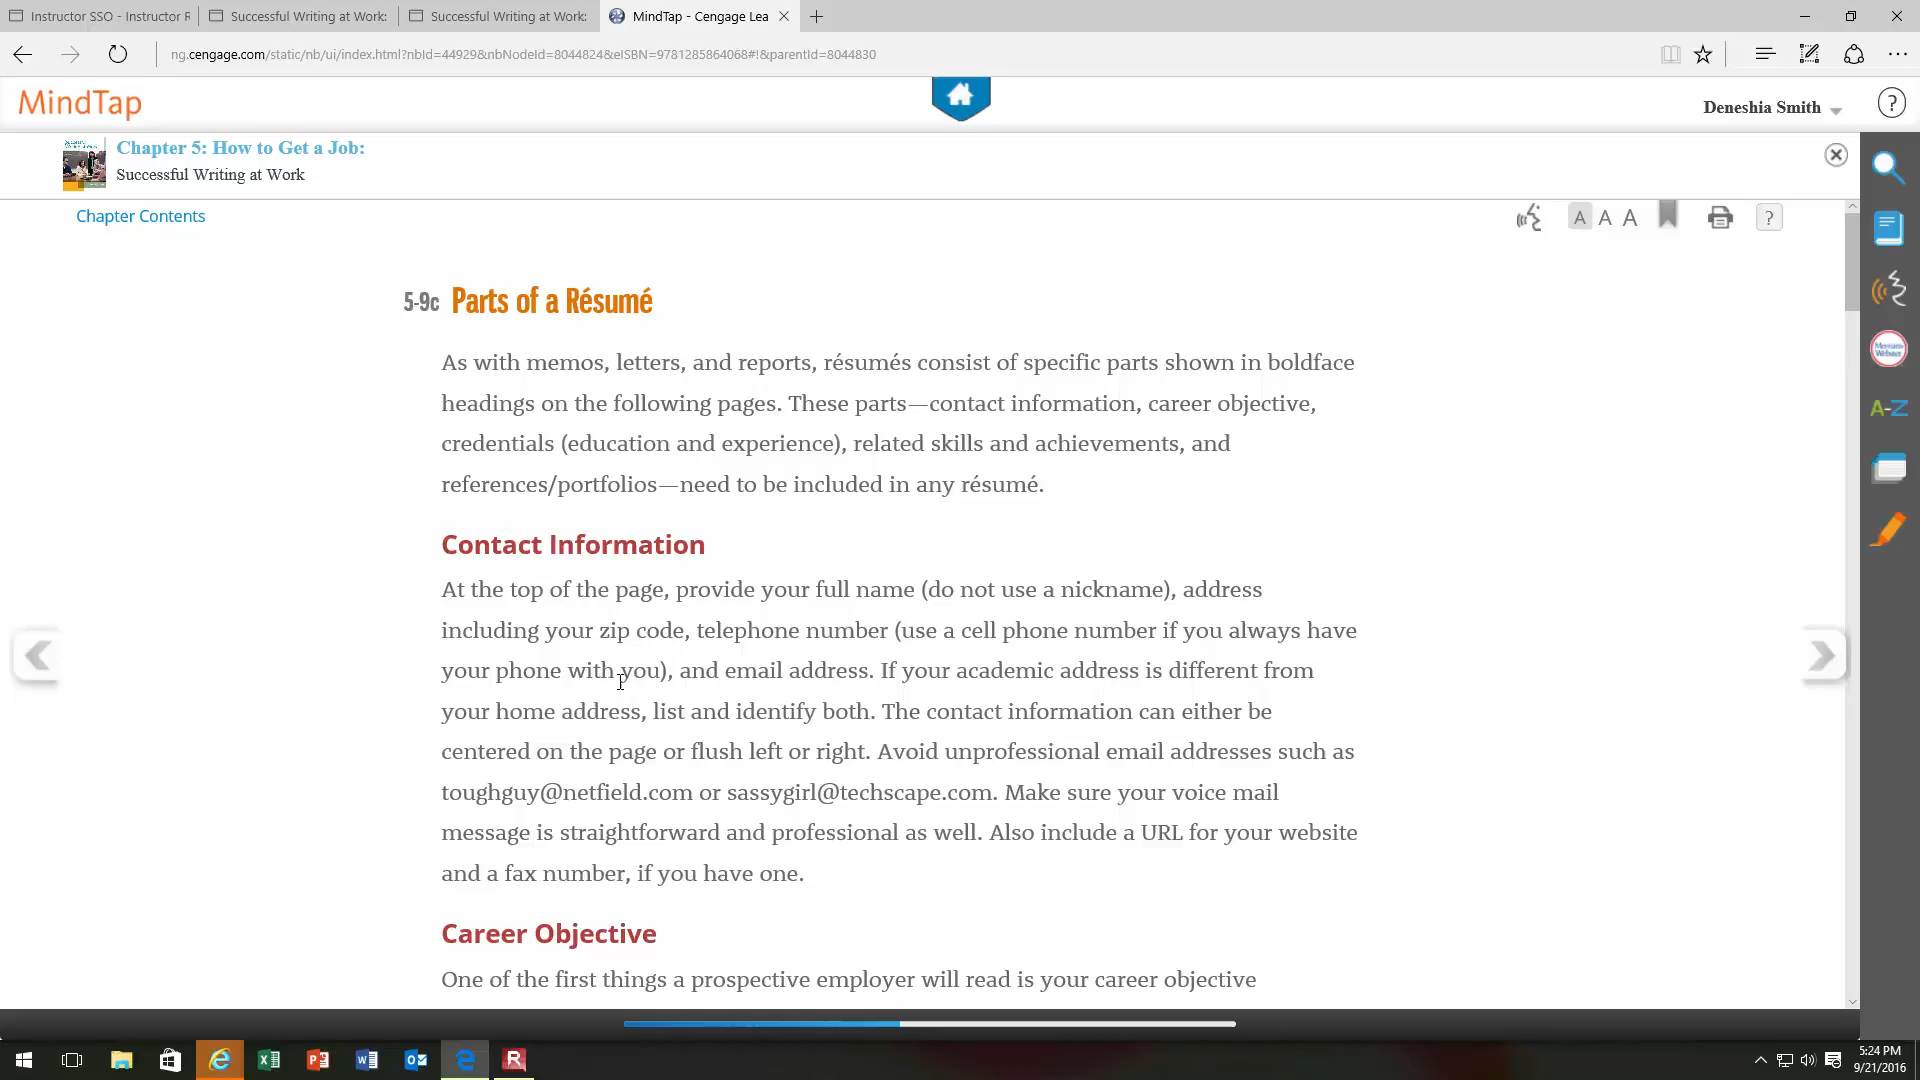 Instructor SSO - Instructor R
Successful Writing at Work:
Successful Writing at Work:
MindTap - Cengage Lea
ng.cengage.com/static/nb/ui/index.html?nbId=44929&nbNodeId=8044824&eISBN=9781285864068#!&parentId=8044830
MindTap
Deneshia Smith
?
Chapter 5: How to Get a Job:
Successful Writing at Work
Chapter Contents
A A A
?
5-9c Parts of a Résumé
As with memos, letters, and reports, résumés consist of specific parts shown in boldface
headings on the following pages. These parts—contact information, career objective,
credentials (education and experience), related skills and achievements, and
references/portfolios—need to be included in any résumé.
Contact Information
At the top of the page, provide your full name (do not use a nickname), address
including your zip code, telephone number (use a cell phone number if you always have
your phone with you), and email address. If your academic address is different from
your home address, list and identify both. The contact information can either be
centered on the page or flush left or right. Avoid unprofessional email addresses such as
toughguy@netfield.com or sassygirl@techscape.com. Make sure your voice mail
message is straightforward and professional as well. Also include a URL for your website
and a fax number, if you have one.
Career Objective
One of the first things a prospective employer will read is your career objective
Merriam-Webster
A-Z
5:24 PM
9/21/2016